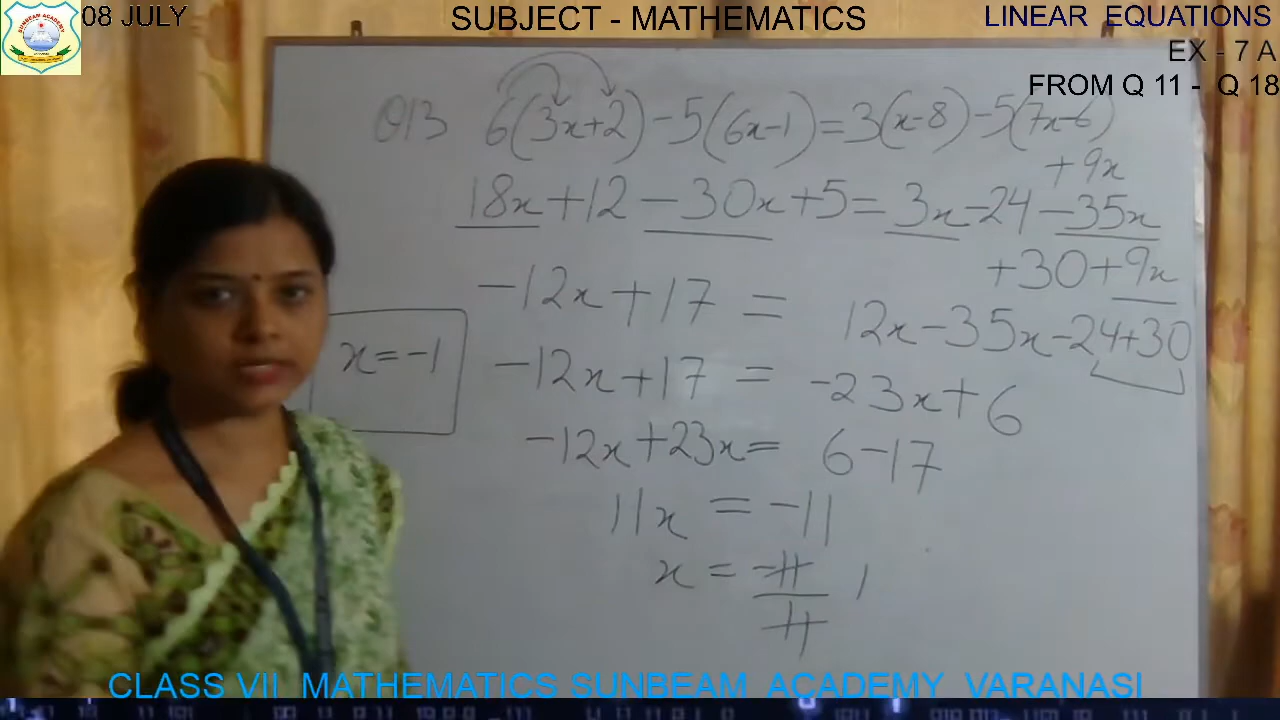 SUNBEAM ACADEMY
08 JULY
SUBJECT - MATHEMATICS
LINEAR EQUATIONS
EX - 7 A
FROM Q 11 - Q 18
Q13 6(3x+2)-5(6x-1)=3(x-8)-5(7x-6)
+9x
18x+12-30x+5=3x-24-35x
+30+9x
-12x+17 = 12x-35x-24+30
-12x+17 = -23x+6
-12x+23x= 6-17
11x = -11
x = -11/11
x=-1
CLASS VII MATHEMATICS SUNBEAM ACADEMY VARANASI